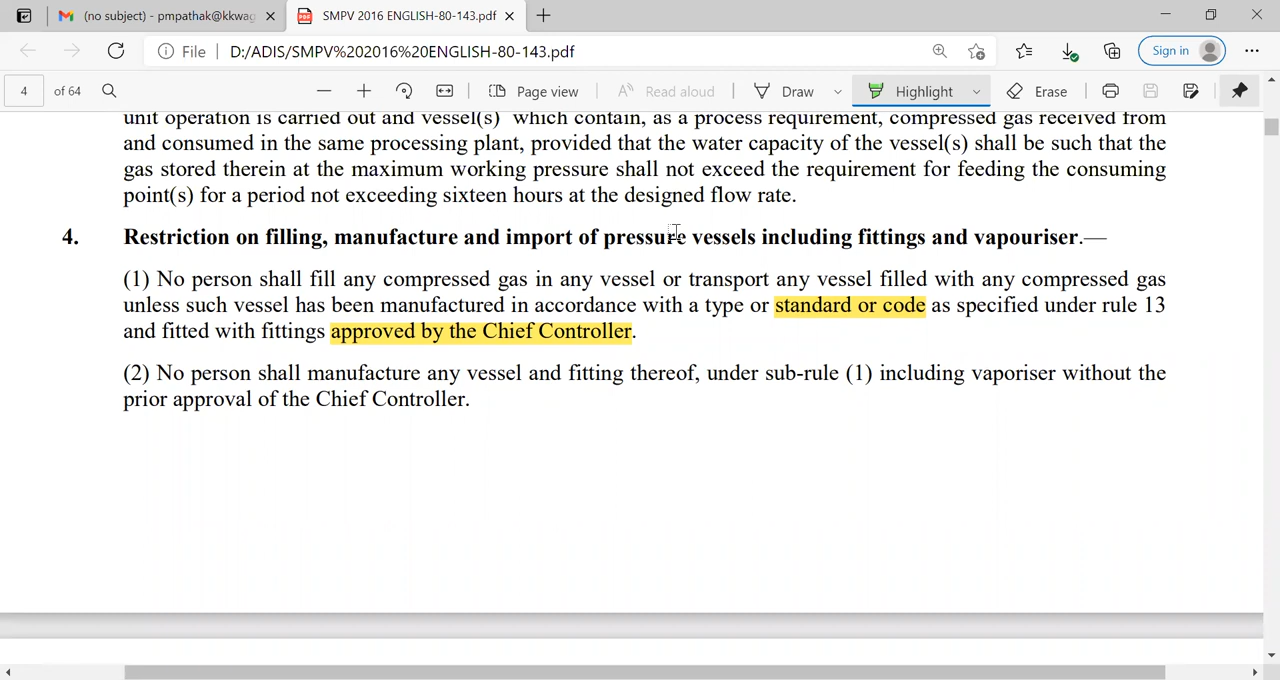 (no subject) - pmpathak@kkwag
SMPV 2016 ENGLISH-80-143.pdf
File D:/ADIS/SMPV%202016%20ENGLISH-80-143.pdf
Sign in
4 of 64
Page view
Read aloud
Draw
Highlight
Erase
unit operation is carried out and vessel(s) which contain, as a process requirement, compressed gas received from
and consumed in the same processing plant, provided that the water capacity of the vessel(s) shall be such that the
gas stored therein at the maximum working pressure shall not exceed the requirement for feeding the consuming
point(s) for a period not exceeding sixteen hours at the designed flow rate.
4. Restriction on filling, manufacture and import of pressure vessels including fittings and vapouriser.—
(1) No person shall fill any compressed gas in any vessel or transport any vessel filled with any compressed gas
unless such vessel has been manufactured in accordance with a type or standard or code as specified under rule 13
and fitted with fittings approved by the Chief Controller.
(2) No person shall manufacture any vessel and fitting thereof, under sub-rule (1) including vaporiser without the
prior approval of the Chief Controller.